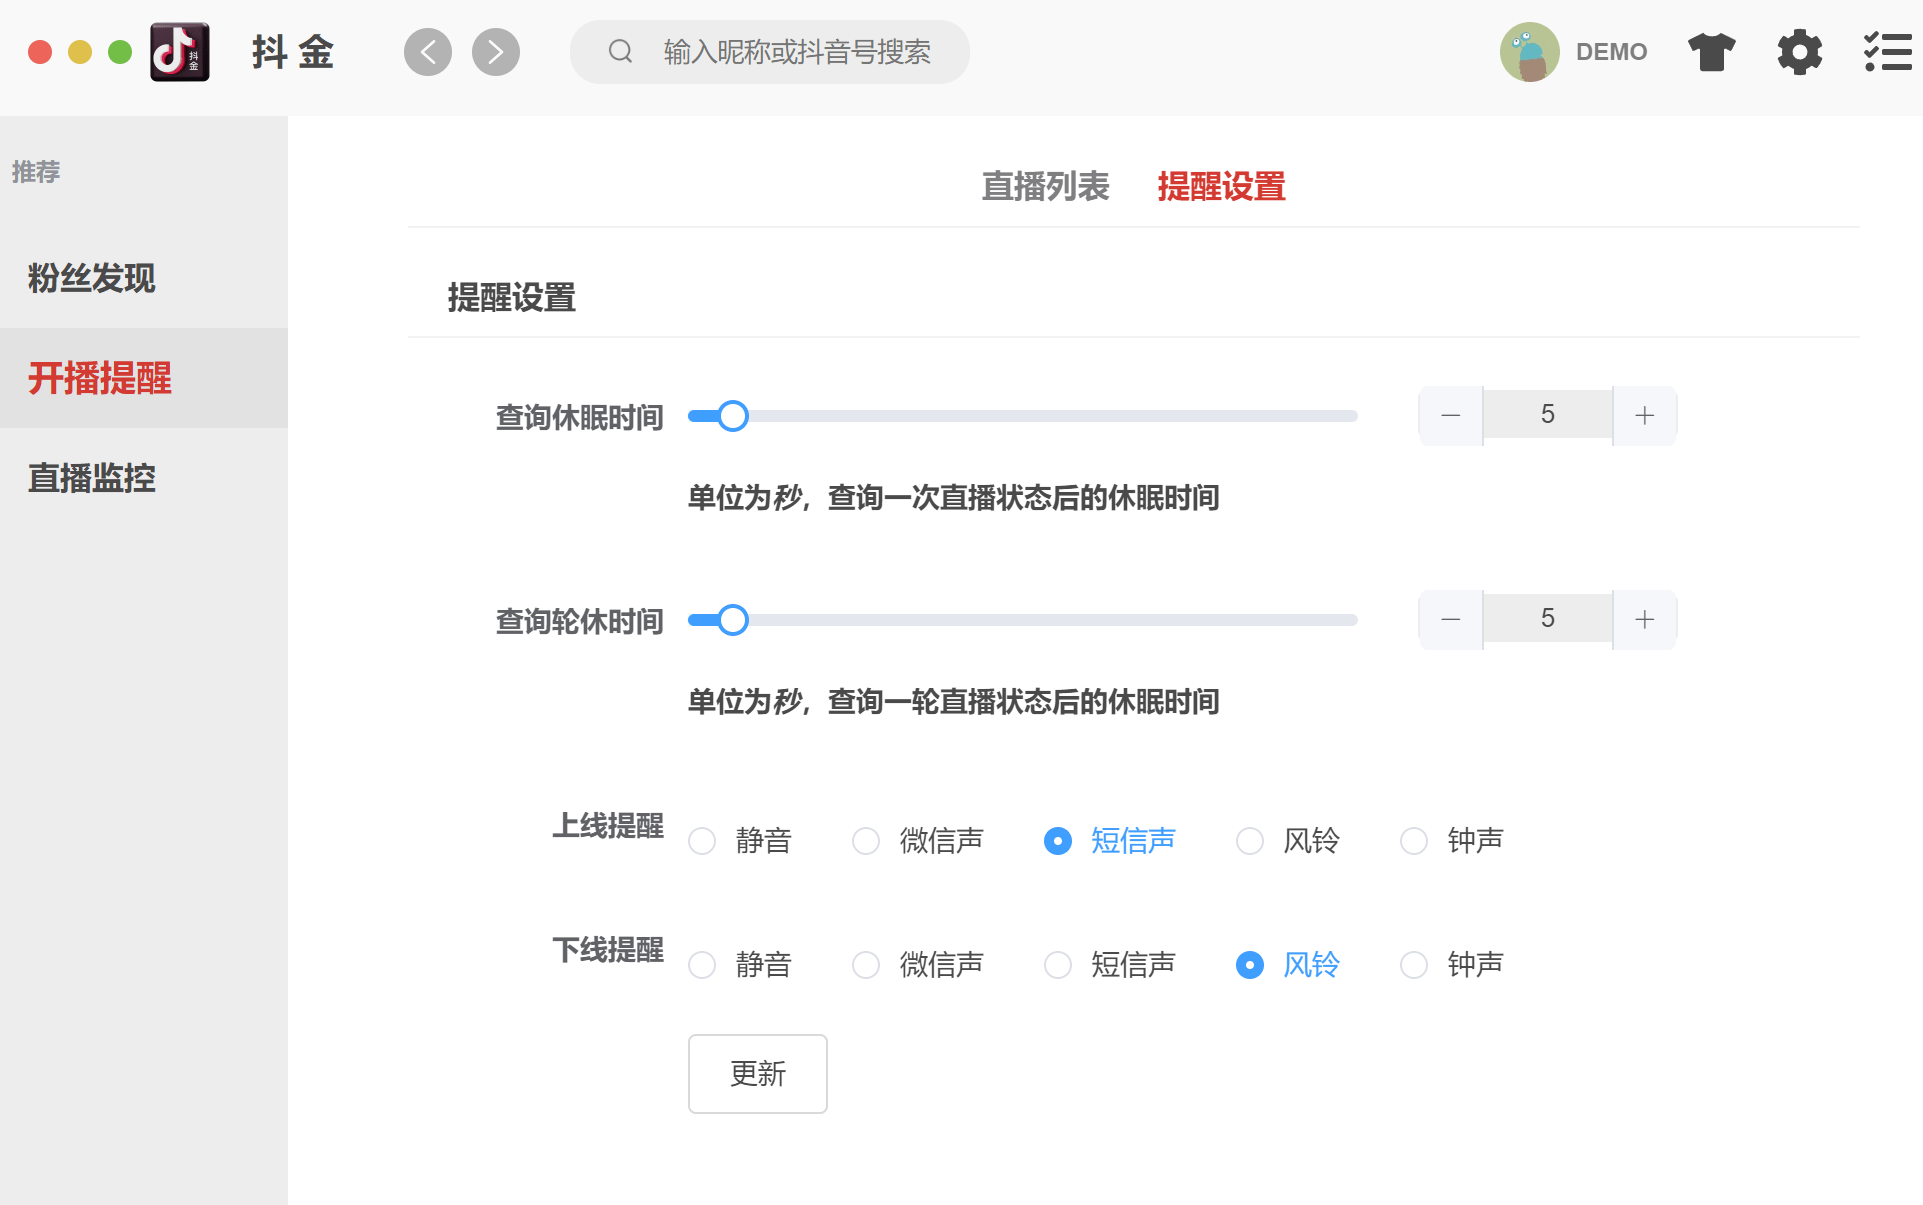 抖金
抖 金
输入昵称或抖音号搜索
DEMO
推荐
粉丝发现
开播提醒
直播监控
直播列表
提醒设置
提醒设置
查询休眠时间
5
单位为秒，查询一次直播状态后的休眠时间
查询轮休时间
5
单位为秒，查询一轮直播状态后的休眠时间
上线提醒 静音 微信声 短信声 风铃 钟声
下线提醒 静音 微信声 短信声 风铃 钟声
更新